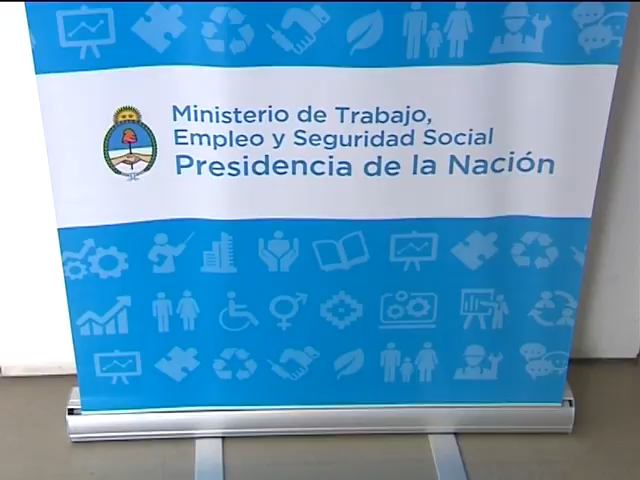 Ministerio de Trabajo,
Empleo y Seguridad Social
Presidencia de la Nación